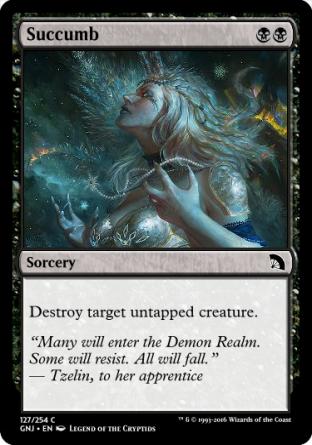 Succumb
Sorcery
Destroy target untapped creature.
“Many will enter the Demon Realm.
Some will resist. All will fall.”
— Tzelin, to her apprentice
127/254 C
GNJ • EN LEGEND OF THE CRYPTIDS
™ & © 1993-2016 Wizards of the Coast